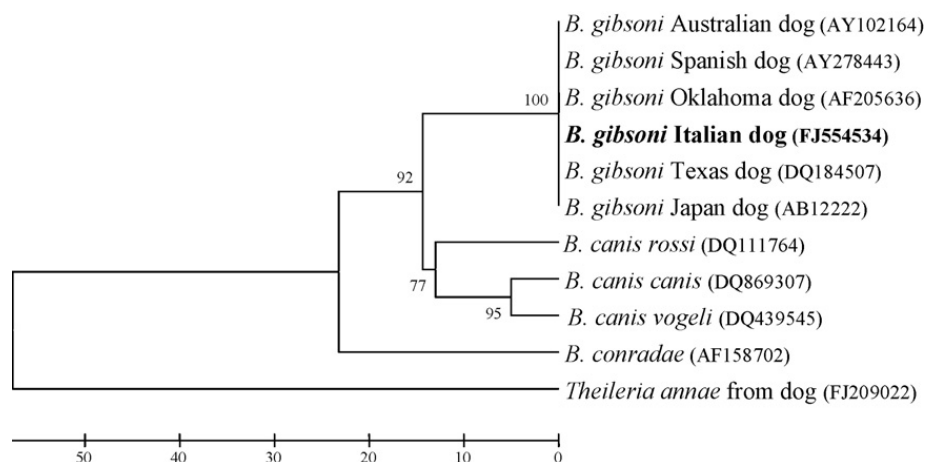 B. gibsoni Australian dog (AY102164)
B. gibsoni Spanish dog (AY278443)
100
B. gibsoni Oklahoma dog (AF205636)
B. gibsoni Italian dog (FJ554534)
B. gibsoni Texas dog (DQ184507)
92
B. gibsoni Japan dog (AB12222)
B. canis rossi (DQ111764)
77
B. canis canis (DQ869307)
95
B. canis vogeli (DQ439545)
B. conradae (AF158702)
Theileria annae from dog (FJ209022)
50 40 30 20 10 0